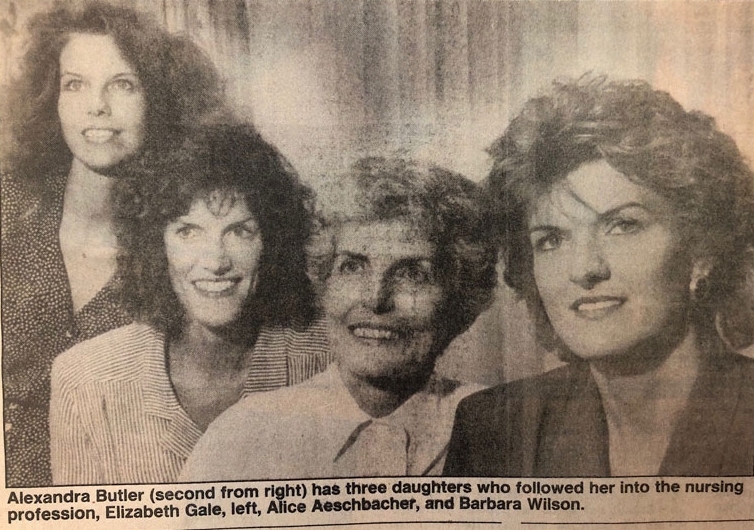 Alexandra Butler (second from right) has three daughters who followed her into the nursing
profession, Elizabeth Gale, left, Alice Aeschbacher, and Barbara Wilson.